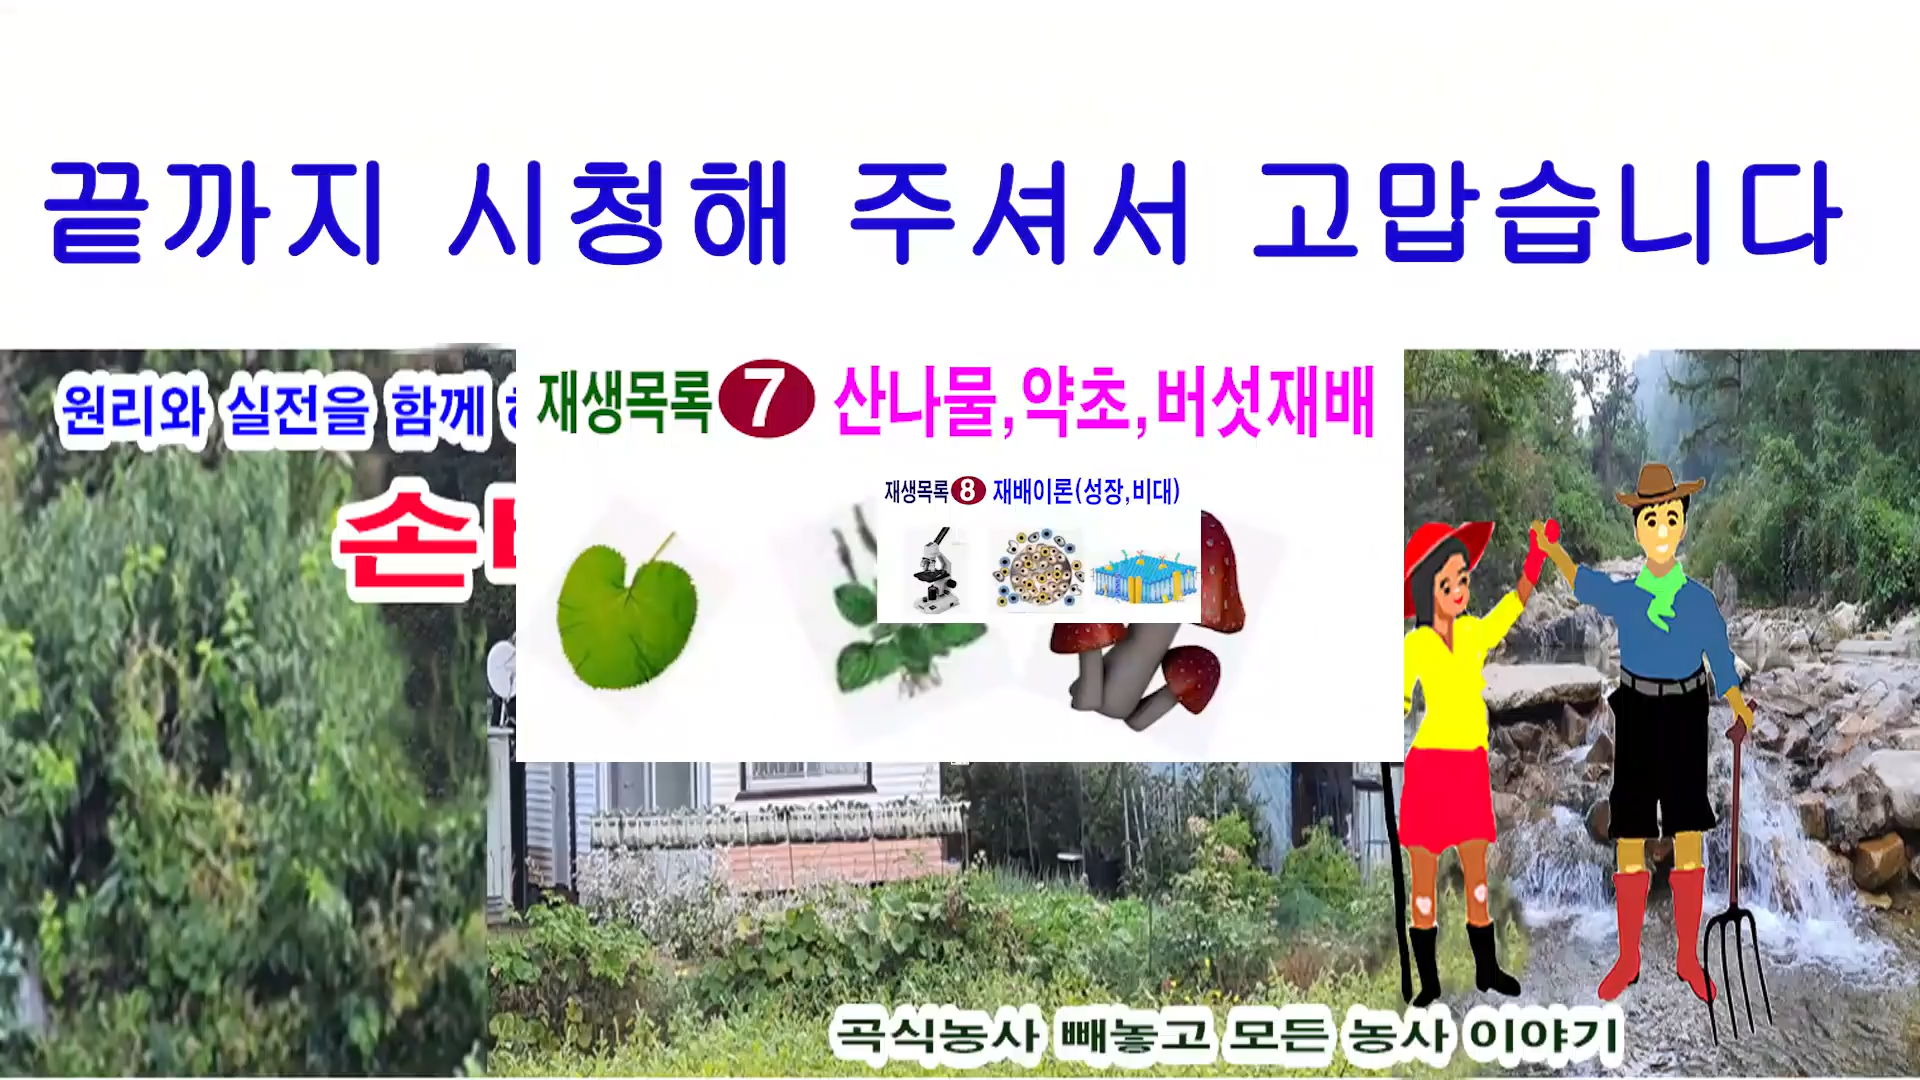 끝까지 시청해 주셔서 고맙습니다
원리와 실전을 함께
재생목록 7 산나물,약초,버섯재배
재생목록 8 재배이론(성장,비대)
손
곡식농사 빼놓고 모든 농사 이야기